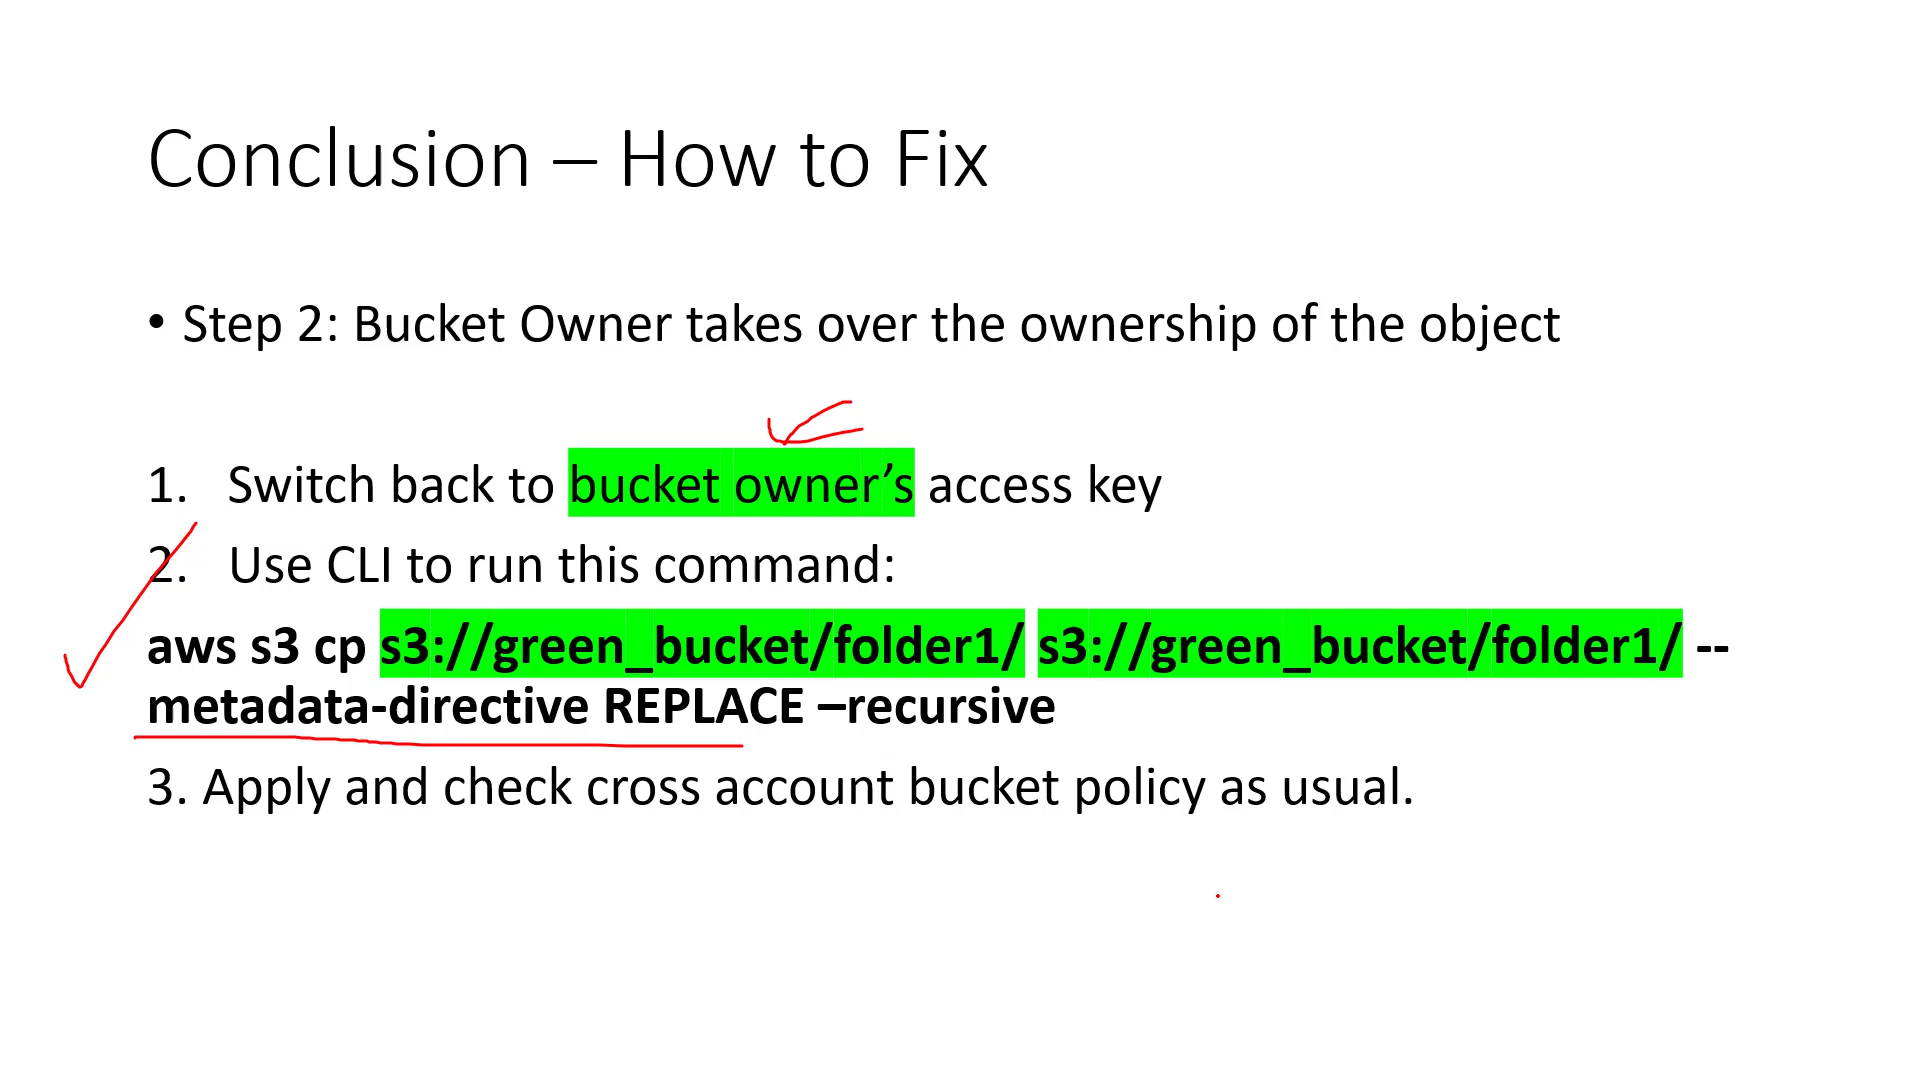 Conclusion – How to Fix
• Step 2: Bucket Owner takes over the ownership of the object
1. Switch back to bucket owner’s access key
2. Use CLI to run this command:
aws s3 cp s3://green_bucket/folder1/ s3://green_bucket/folder1/ --
metadata-directive REPLACE –recursive
3. Apply and check cross account bucket policy as usual.